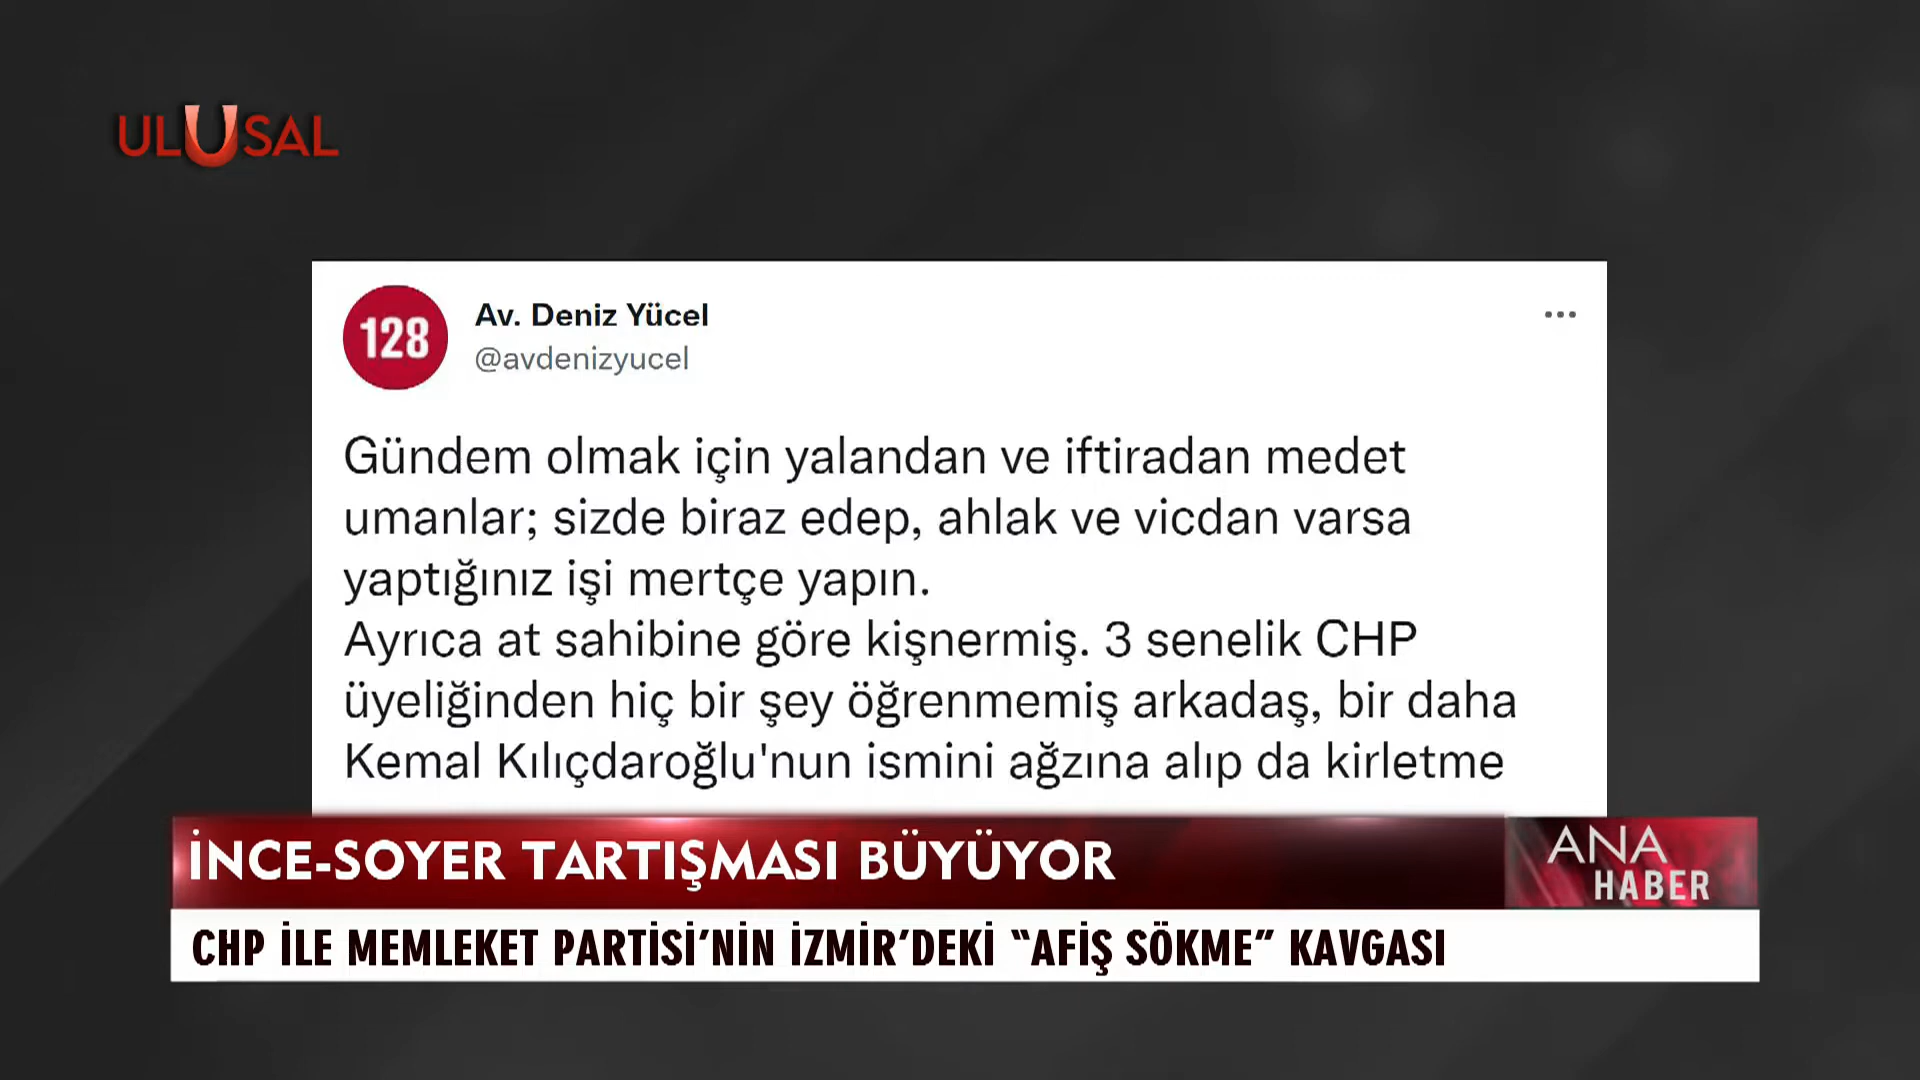 ULUSAL
128
Av. Deniz Yücel
@avdenizyucel
Gündem olmak için yalandan ve iftiradan medet
umanlar; sizde biraz edep, ahlak ve vicdan varsa
yaptığınız işi mertçe yapın.
Ayrıca at sahibine göre kişnermiş. 3 senelik CHP
üyeliğinden hiç bir şey öğrenmemiş arkadaş, bir daha
Kemal Kılıçdaroğlu'nun ismini ağzına alıp da kirletme
İNCE-SOYER TARTIŞMASI BÜYÜYOR
ANA
HABER
CHP İLE MEMLEKET PARTİSİ’NİN İZMİR’DEKİ “AFİŞ SÖKME” KAVGASI